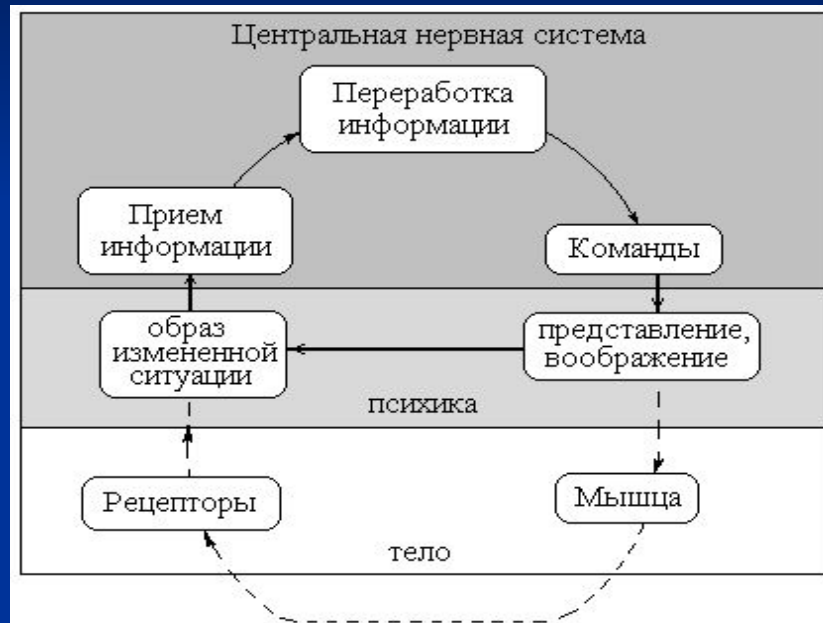 Центральная нервная система
Переработка
информации
Прием
информации
Команды
образ
измененной
ситуации
представление,
воображение
психика
Рецепторы
Мышца
тело